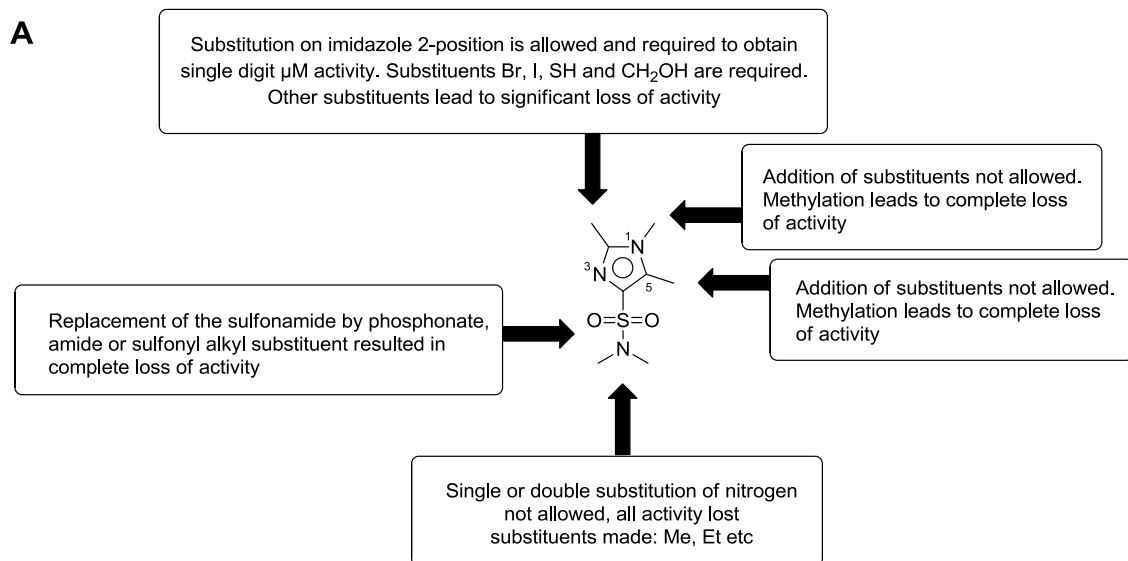 A
Substitution on imidazole 2-position is allowed and required to obtain
single digit µM activity. Substituents Br, I, SH and CH₂OH are required.
Other substituents lead to significant loss of activity
Addition of substituents not allowed.
Methylation leads to complete loss
of activity
Addition of substituents not allowed.
Methylation leads to complete loss
of activity
1
N
3
N
5
O=S=O
N
Replacement of the sulfonamide by phosphonate,
amide or sulfonyl alkyl substituent resulted in
complete loss of activity
Single or double substitution of nitrogen
not allowed, all activity lost
substituents made: Me, Et etc